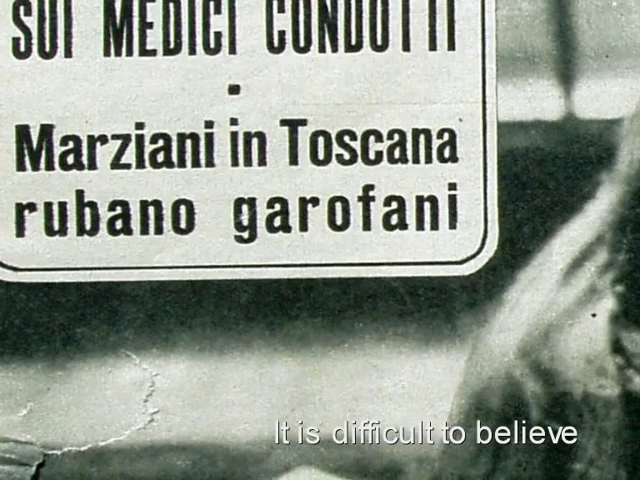 SUI MEDICI CONDOTTI
Marziani in Toscana
rubano garofani
It is difficult to believe